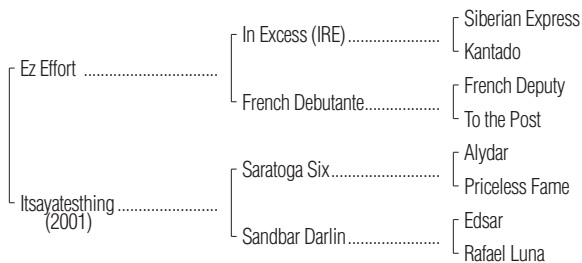 Siberian Express
In Excess (IRE)
Kantado
Ez Effort
French Deputy
French Debutante
To the Post
Alydar
Saratoga Six
Priceless Fame
Itsayatesthing
(2001)
Edsar
Sandbar Darlin
Rafael Luna